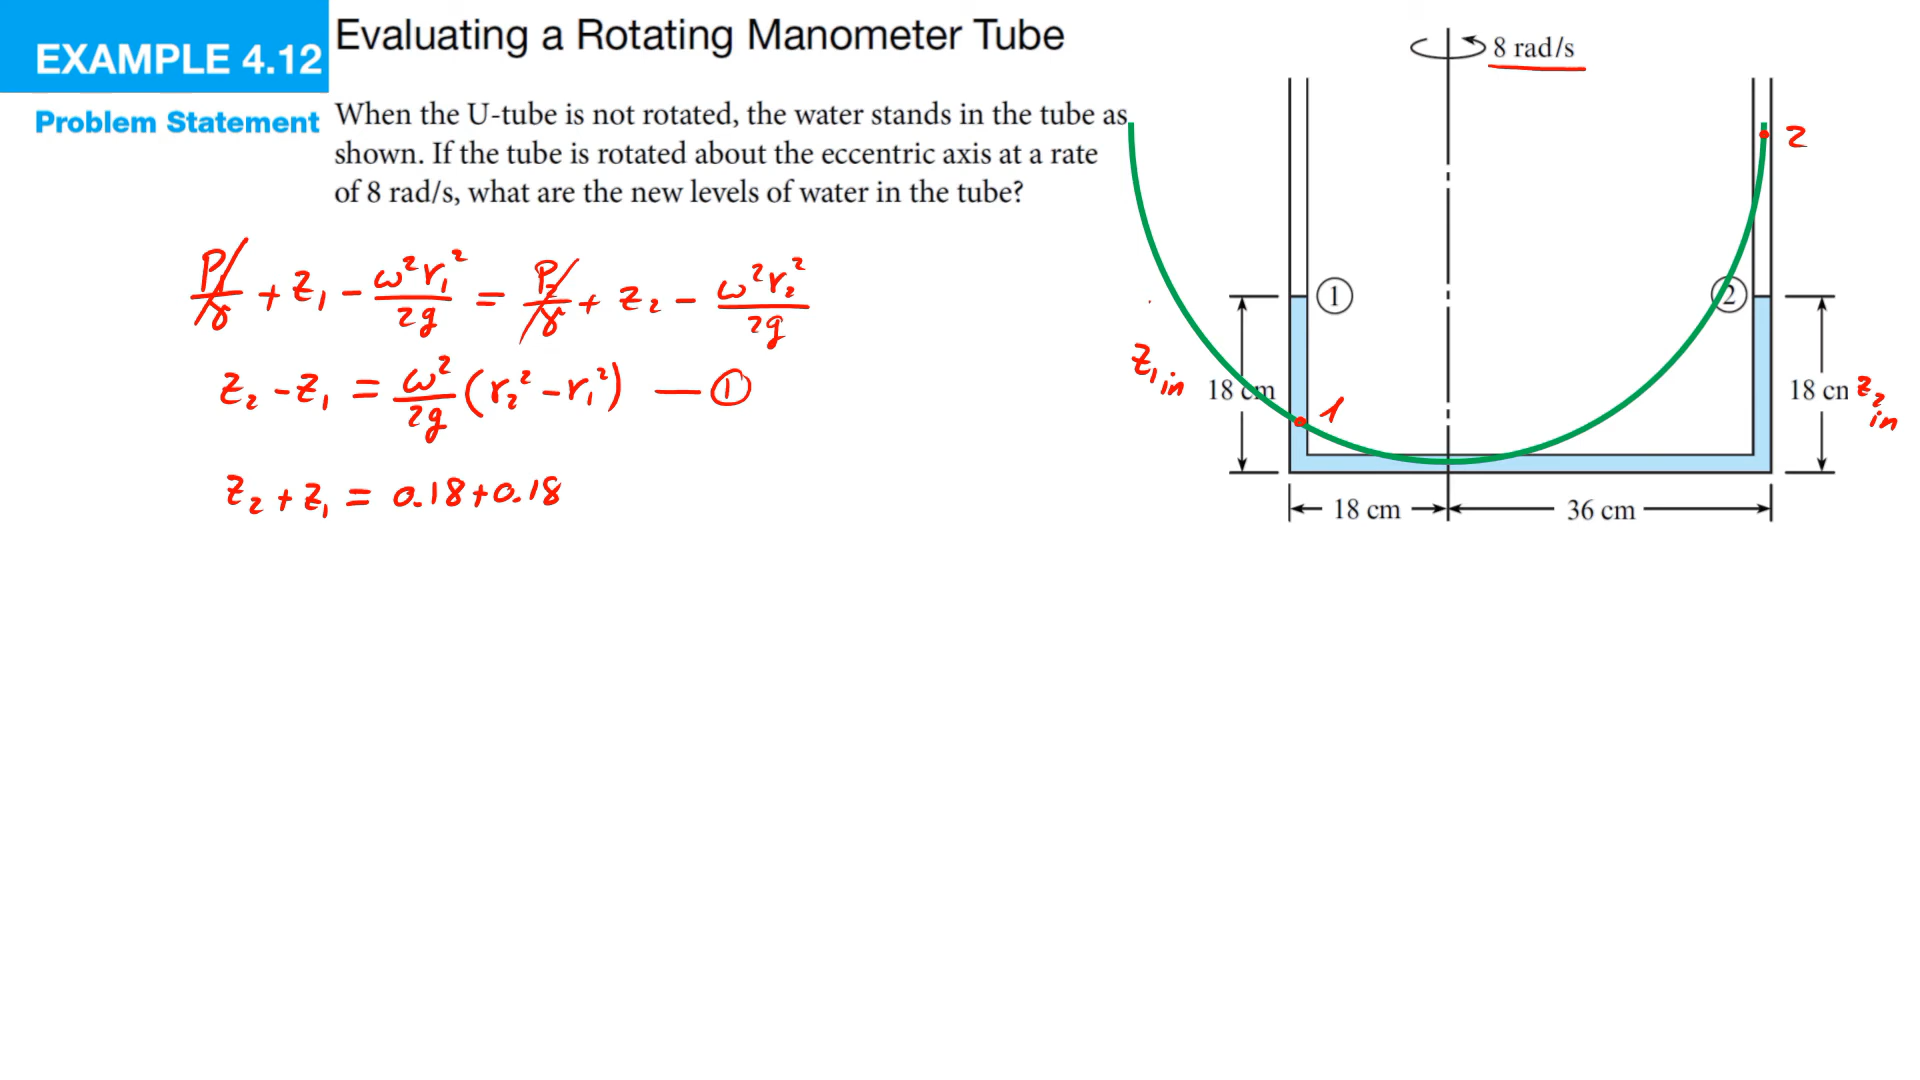 EXAMPLE 4.12
Evaluating a Rotating Manometer Tube
Problem Statement
When the U-tube is not rotated, the water stands in the tube as
shown. If the tube is rotated about the eccentric axis at a rate
of 8 rad/s, what are the new levels of water in the tube?
P₁/γ + z₁ − ω²r₁²/2g = P₂/γ + z₂ − ω²r₂²/2g
z₂ − z₁ = ω²/2g (r₂² − r₁²) — ①
z₂ + z₁ = 0.18+0.18
8 rad/s
2
① ②
z₁ in
18 cm
1
18 cm
z₂ in
18 cm
36 cm